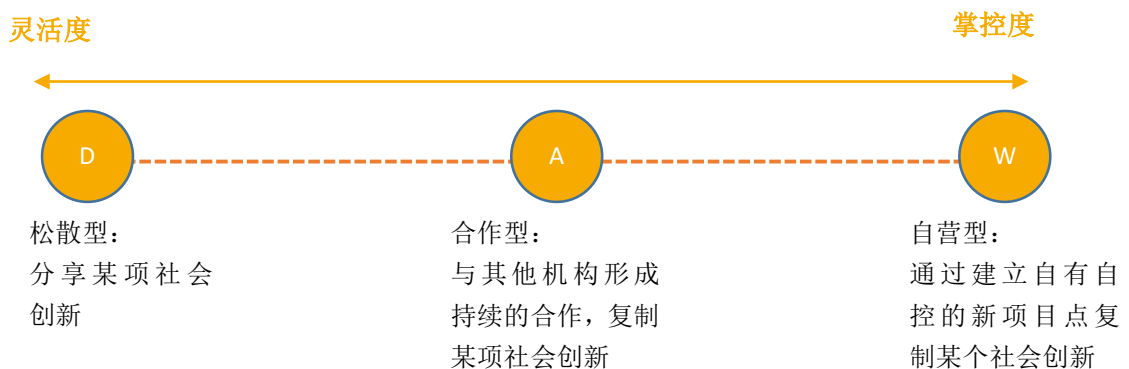 灵活度
掌控度
D
A
W
松散型：
分享某项社会
创新
合作型：
与其他机构形成
持续的合作，复制
某项社会创新
自营型：
通过建立自有自
控的新项目点复
制某个社会创新